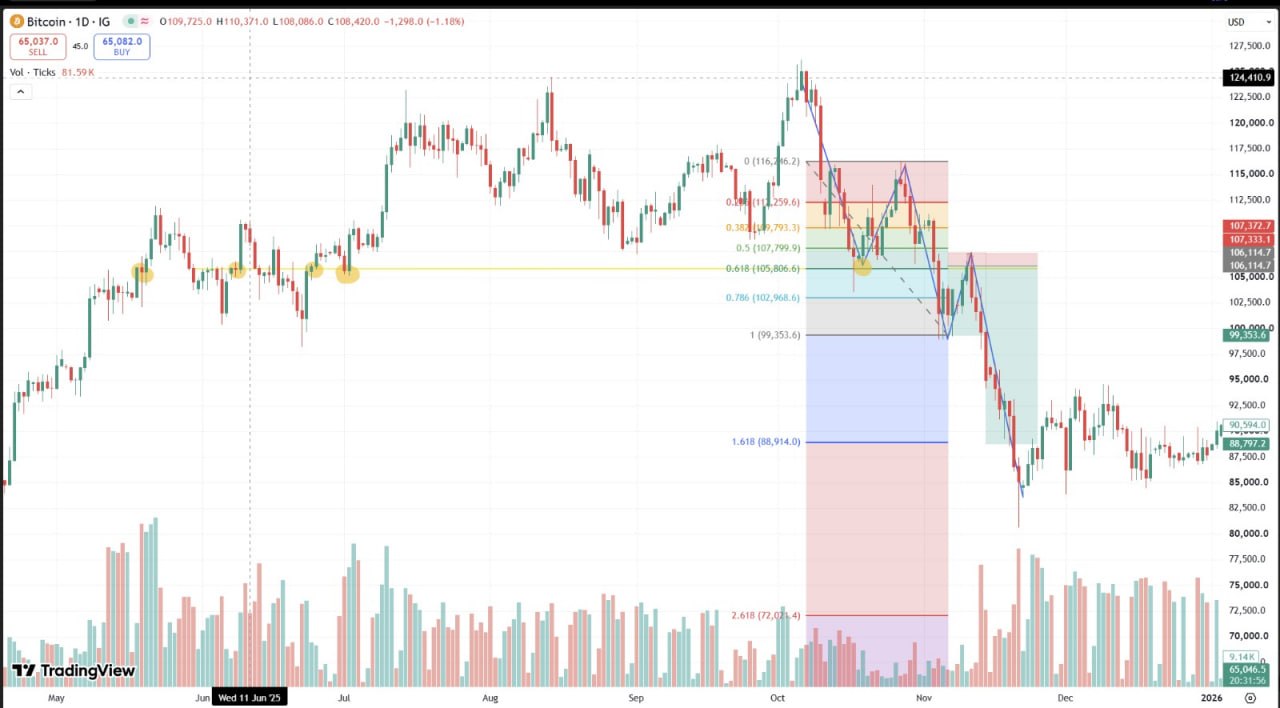 Bitcoin · 1D · IG O109,725.0 H110,371.0 L108,086.0 C108,420.0 −1,298.0 (−1.18%)
USD
65,037.0
SELL
45.0
65,082.0
BUY
Vol · Ticks 81.59 K
127,500.0
124,410.9
122,500.0
120,000.0
117,500.0
115,000.0
112,500.0
107,372.7
107,333.1
106,114.7
106,114.7
105,000.0
102,500.0
100,000.0
99,353.6
97,500.0
95,000.0
92,500.0
90,594.0
88,797.2
87,500.0
85,000.0
82,500.0
80,000.0
77,500.0
75,000.0
72,500.0
70,000.0
9.14 K
65,046.5
20:31:56
0 (116,246.2)
0.382 (109,793.3)
0.5 (107,799.9)
0.618 (105,806.6)
0.786 (102,968.6)
1 (99,353.6)
1.618 (88,914.0)
2.618 (72,021.4)
TradingView
May
Jun
Wed 11 Jun '25
Jul
Aug
Sep
Oct
Nov
Dec
2026